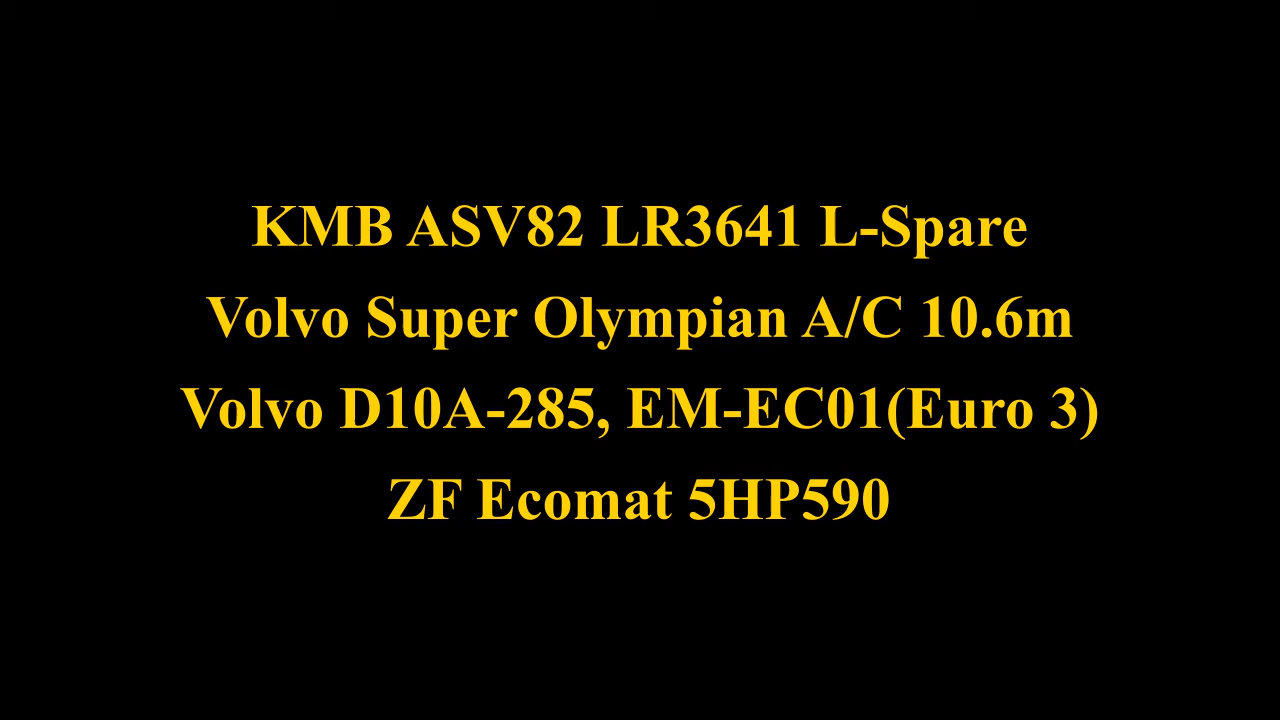 KMB ASV82 LR3641 L-Spare
Volvo Super Olympian A/C 10.6m
Volvo D10A-285, EM-EC01(Euro 3)
ZF Ecomat 5HP590